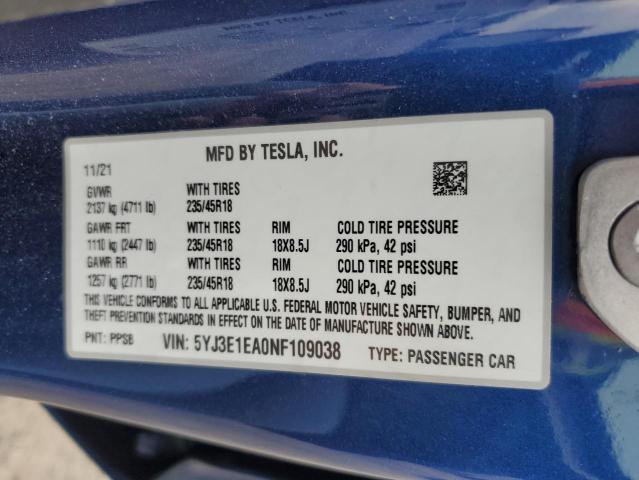 MFD BY TESLA, INC.
11/21
GVWR WITH TIRES
2137 kg (4711 lb) 235/45R18
GAWR FRT WITH TIRES RIM COLD TIRE PRESSURE
1110 kg (2447 lb) 235/45R18 18X8.5J 290 kPa, 42 psi
GAWR RR WITH TIRES RIM COLD TIRE PRESSURE
1257 kg (2771 lb) 235/45R18 18X8.5J 290 kPa, 42 psi
THIS VEHICLE CONFORMS TO ALL APPLICABLE U.S. FEDERAL MOTOR VEHICLE SAFETY, BUMPER, AND
THEFT PREVENTION STANDARDS IN EFFECT ON THE DATE OF MANUFACTURE SHOWN ABOVE.
PNT: PPSB VIN: 5YJ3E1EA0NF109038 TYPE: PASSENGER CAR